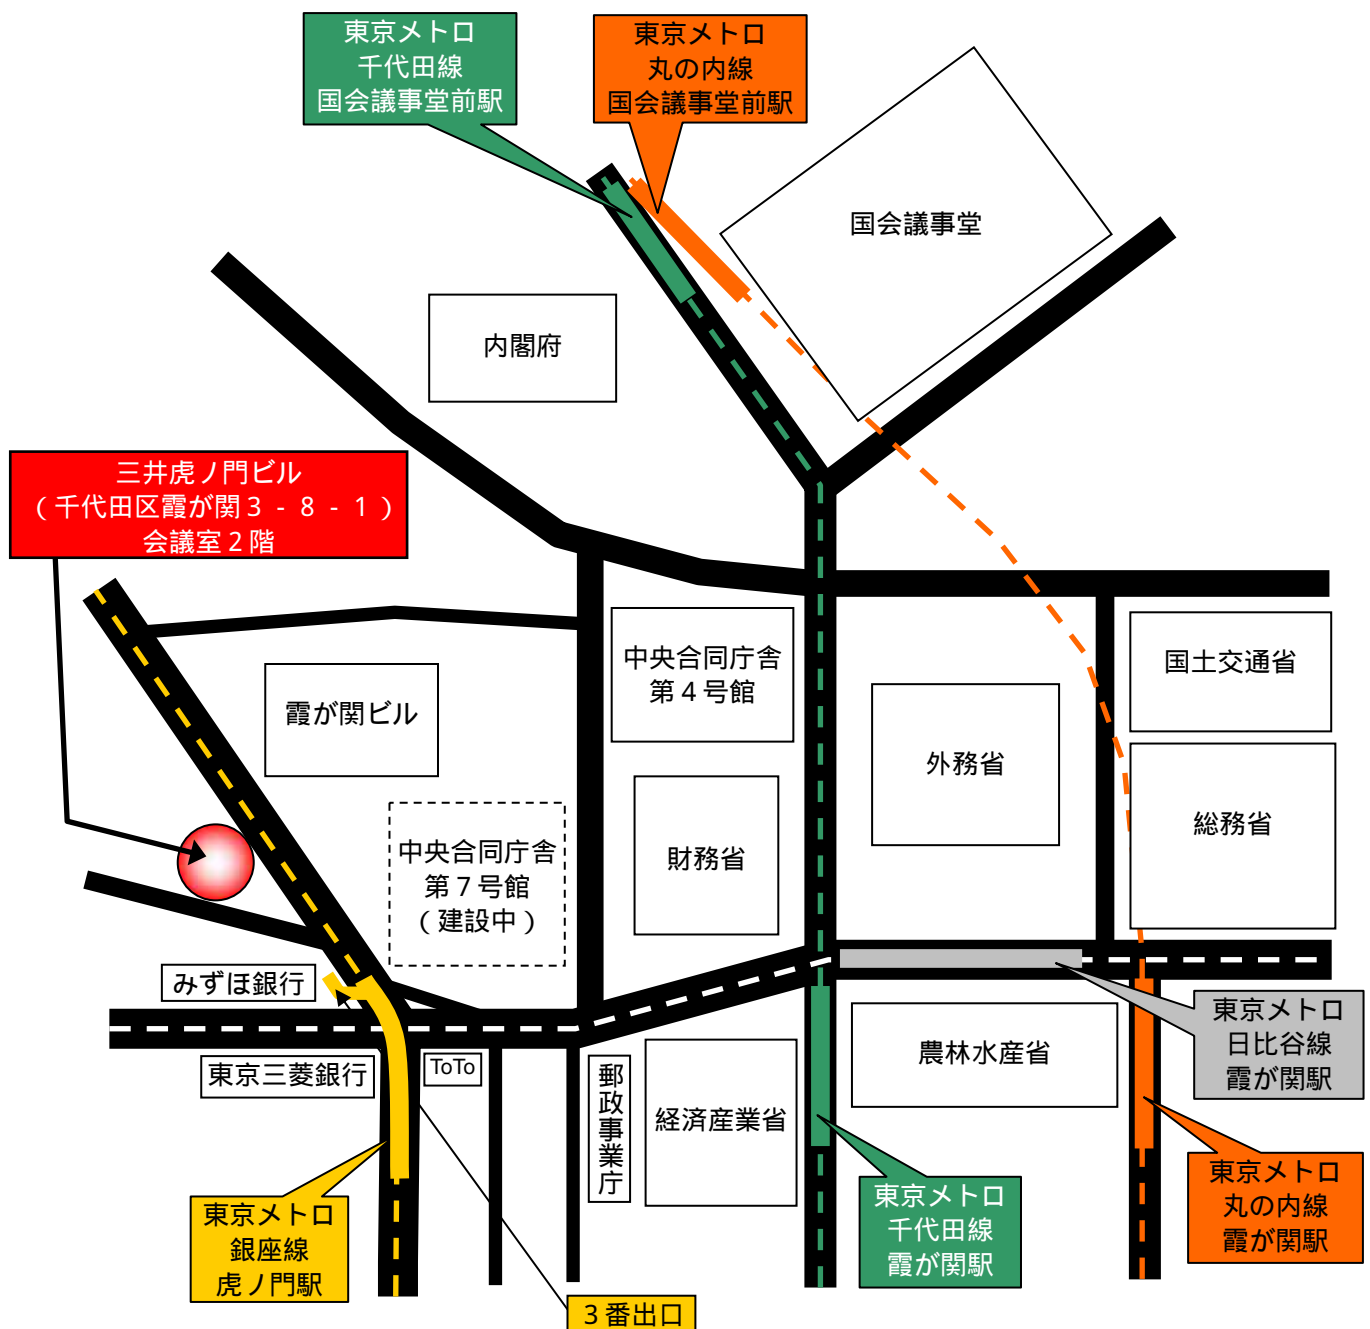 東京メトロ
千代田線
国会議事堂前駅
東京メトロ
丸の内線
国会議事堂前駅
国会議事堂
内閣府
三井虎ノ門ビル
（千代田区霞が関３-８-１）
会議室２階
中央合同庁舎
第４号館
国土交通省
霞が関ビル
外務省
総務省
中央合同庁舎
第７号館
（建設中）
財務省
みずほ銀行
東京三菱銀行
ToTo
郵政事業庁
経済産業省
農林水産省
東京メトロ
日比谷線
霞が関駅
東京メトロ
銀座線
虎ノ門駅
東京メトロ
千代田線
霞が関駅
東京メトロ
丸の内線
霞が関駅
３番出口